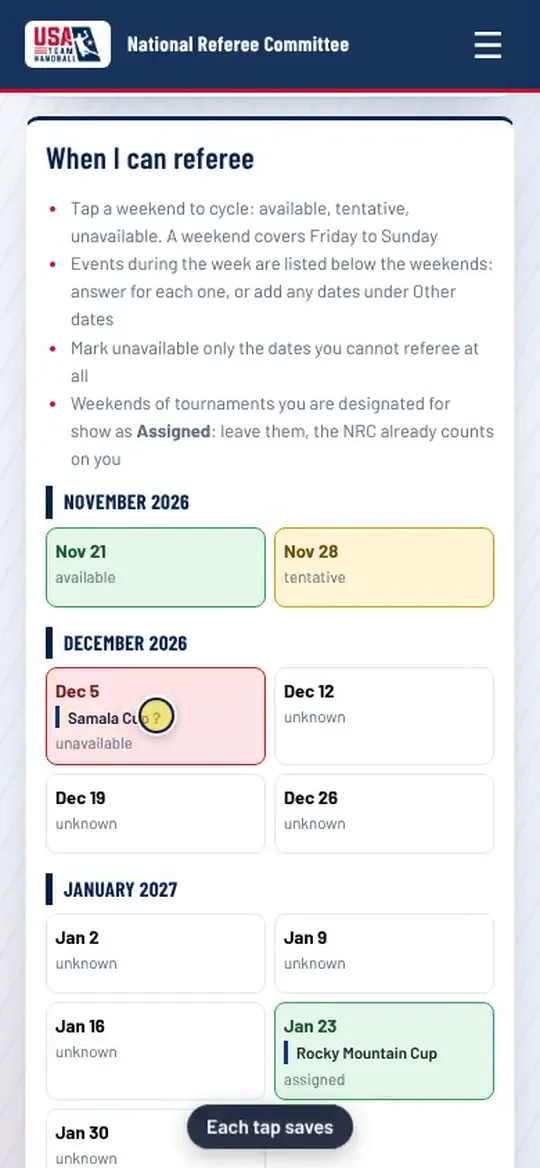 USA
TEAM
HANDBALL
National Referee Committee
When I can referee
Tap a weekend to cycle: available, tentative,
unavailable. A weekend covers Friday to Sunday
Events during the week are listed below the weekends:
answer for each one, or add any dates under Other
dates
Mark unavailable only the dates you cannot referee at
all
Weekends of tournaments you are designated for
show as Assigned: leave them, the NRC already counts
on you
NOVEMBER 2026
Nov 21
available
Nov 28
tentative
DECEMBER 2026
Dec 5
Samala Cup ?
unavailable
Dec 12
unknown
Dec 19
unknown
Dec 26
unknown
JANUARY 2027
Jan 2
unknown
Jan 9
unknown
Jan 16
unknown
Jan 23
Rocky Mountain Cup
assigned
Jan 30
unknown
Each tap saves